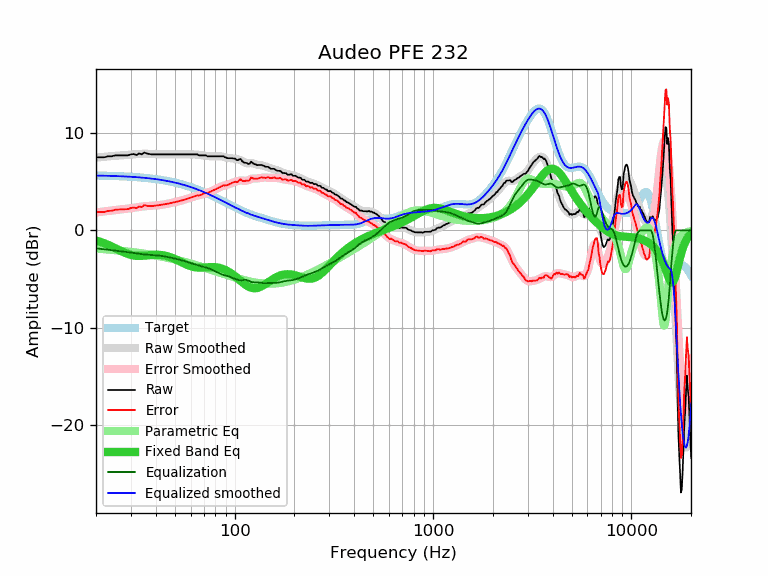 Audeo PFE 232
Amplitude (dBr)
10
0
−10
−20
Target
Raw Smoothed
Error Smoothed
Raw
Error
Parametric Eq
Fixed Band Eq
Equalization
Equalized smoothed
100 1000 10000
Frequency (Hz)